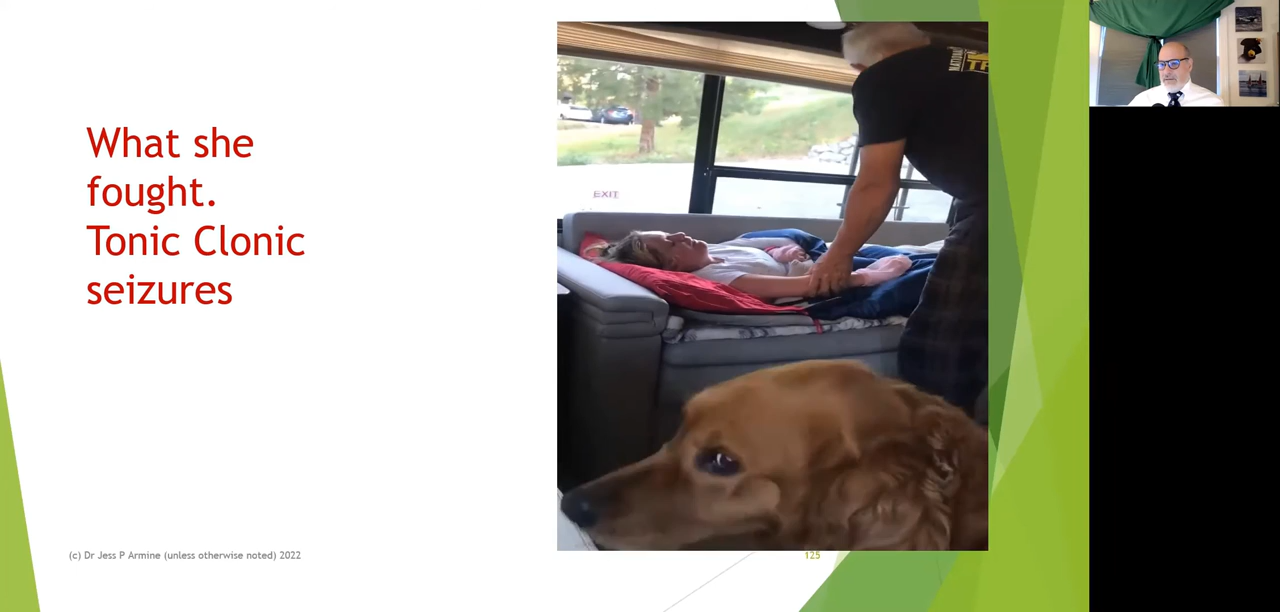 What she
fought.
Tonic Clonic
seizures
EXIT
(c) Dr Jess P Armine (unless otherwise noted) 2022
125